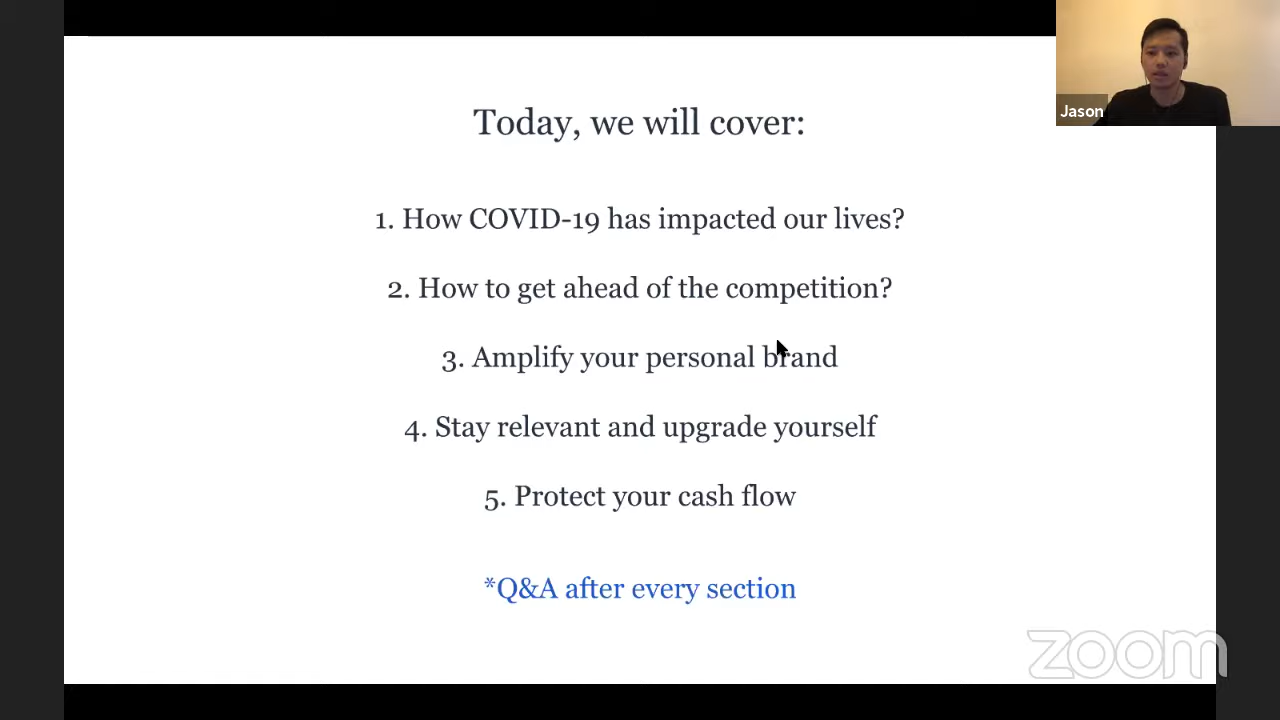 Today, we will cover:
1. How COVID-19 has impacted our lives?
2. How to get ahead of the competition?
3. Amplify your personal brand
4. Stay relevant and upgrade yourself
5. Protect your cash flow
*Q&A after every section
Jason
zoom